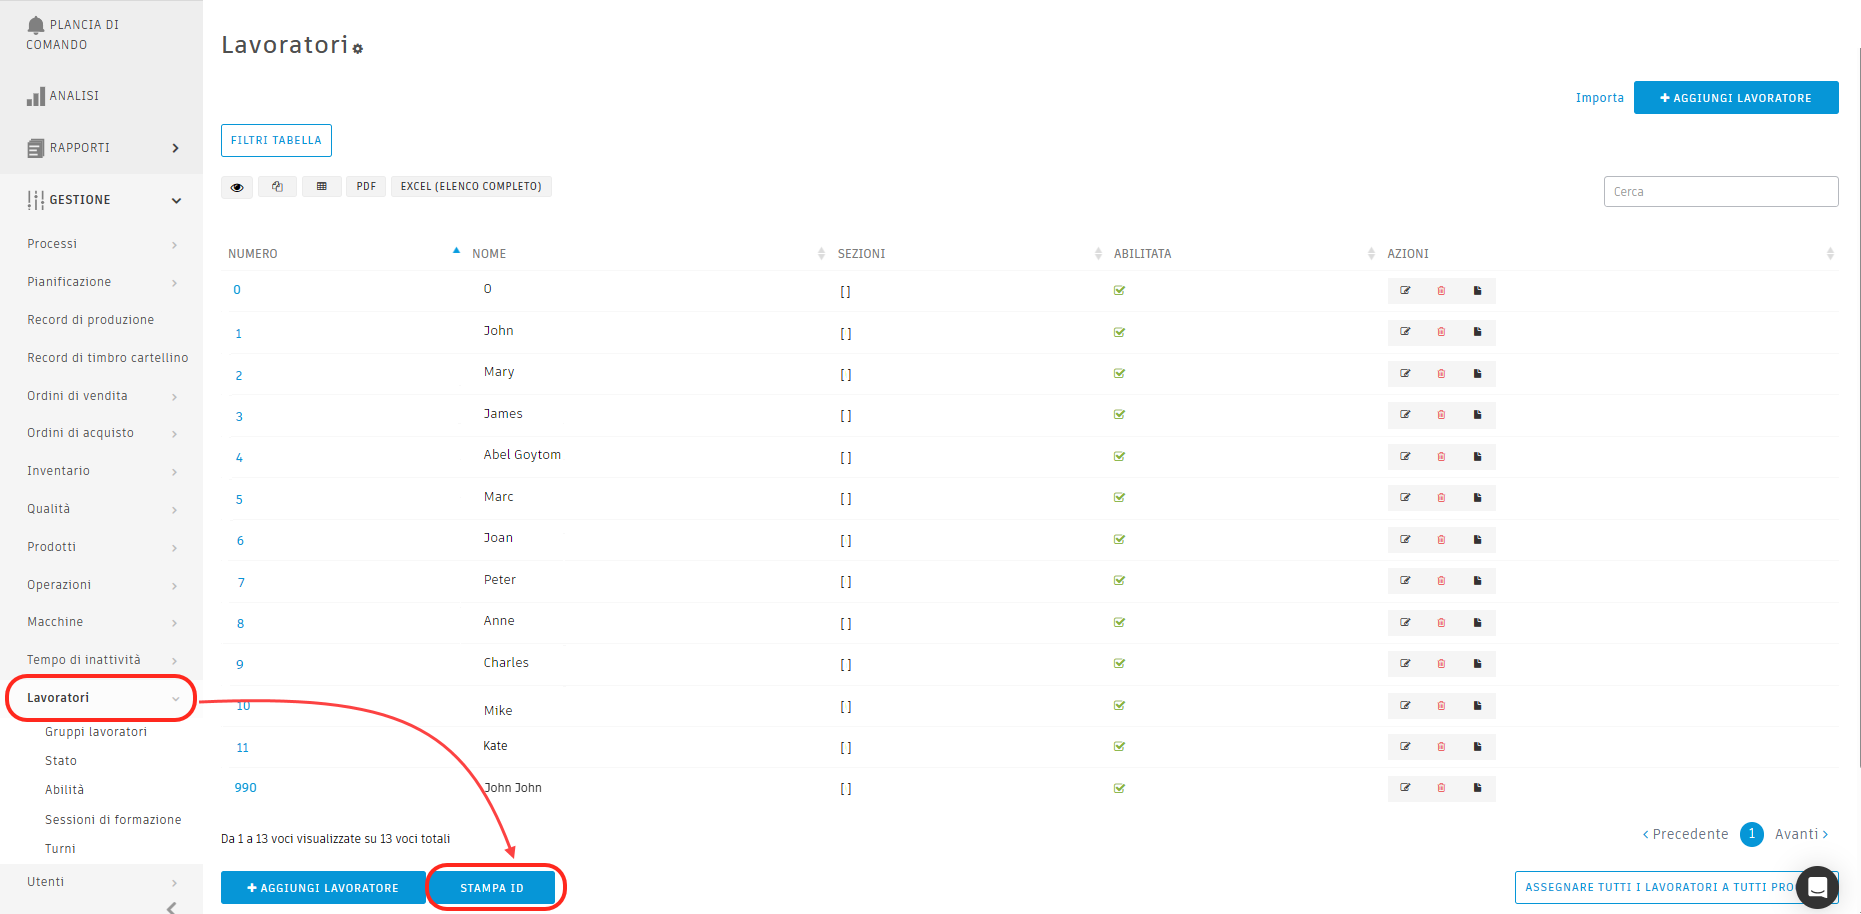 PLANCIA DI
COMANDO
ANALISI
RAPPORTI
GESTIONE
Processi
Pianificazione
Record di produzione
Record di timbro cartellino
Ordini di vendita
Ordini di acquisto
Inventario
Qualità
Prodotti
Operazioni
Macchine
Tempo di inattività
Lavoratori
Gruppi lavoratori
Stato
Abilità
Sessioni di formazione
Turni
Utenti
Lavoratori
Importa
AGGIUNGI LAVORATORE
FILTRI TABELLA
PDF EXCEL (ELENCO COMPLETO)
Cerca
NUMERO NOME SEZIONI ABILITATA AZIONI
0 0 [ ]
1 John [ ]
2 Mary [ ]
3 James [ ]
4 Abel Goytom [ ]
5 Marc [ ]
6 Joan [ ]
7 Peter [ ]
8 Anne [ ]
9 Charles [ ]
10 Mike [ ]
11 Kate [ ]
990 John John [ ]
Da 1 a 13 voci visualizzate su 13 voci totali
Precedente 1 Avanti
AGGIUNGI LAVORATORE STAMPA ID
ASSEGNARE TUTTI I LAVORATORI A TUTTI